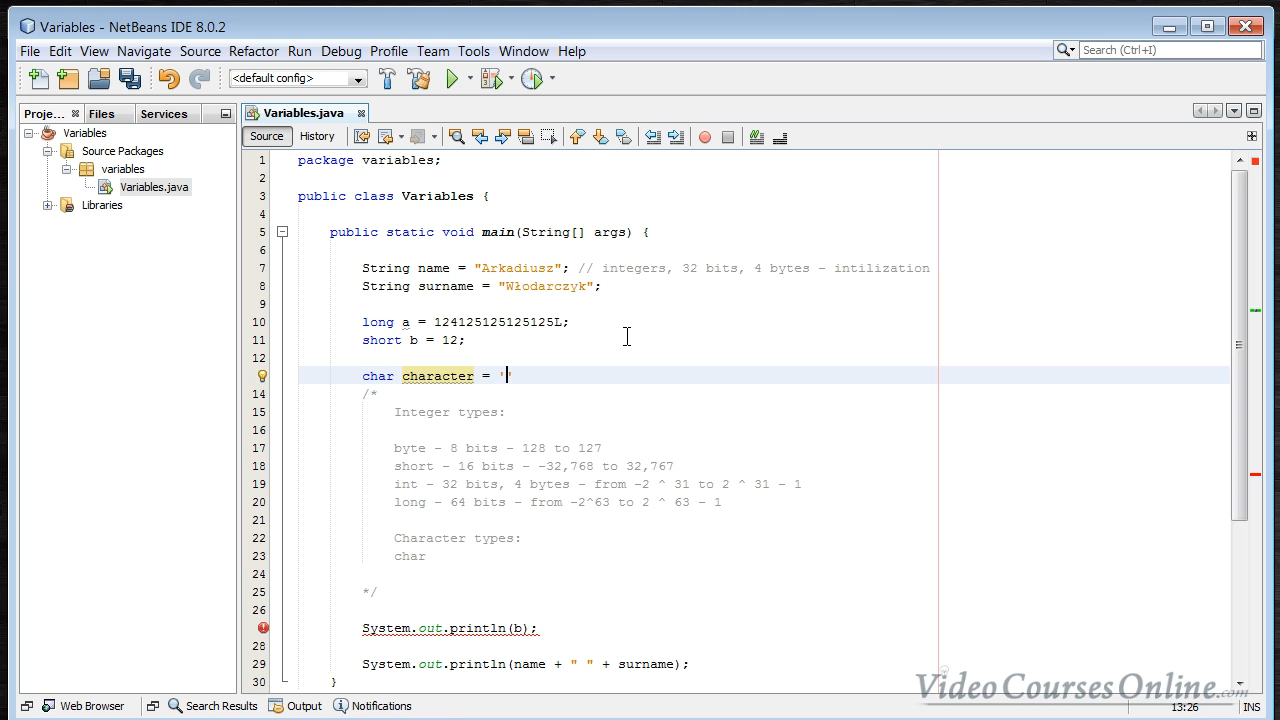 Variables - NetBeans IDE 8.0.2
File Edit View Navigate Source Refactor Run Debug Profile Team Tools Window Help
Search (Ctrl+I)
<default config>
Proje... Files Services
Variables.java
Variables
Source Packages
variables
Variables.java
Libraries
Source History
1 package variables;
2
3 public class Variables {
4
5 public static void main(String[] args) {
6
7 String name = "Arkadiusz"; // integers, 32 bits, 4 bytes - intilization
8 String surname = "Włodarczyk";
9
10 long a = 124125125125125L;
11 short b = 12;
12
char character = ''
14 /*
15 Integer types:
16
17 byte - 8 bits - 128 to 127
18 short - 16 bits - -32,768 to 32,767
19 int - 32 bits, 4 bytes - from -2 ^ 31 to 2 ^ 31 - 1
20 long - 64 bits - from -2^63 to 2 ^ 63 - 1
21
22 Character types:
23 char
24
25 */
26
System.out.println(b);
28
29 System.out.println(name + " " + surname);
30 }
Web Browser Search Results Output Notifications
13:26 INS
Video Courses Online.com